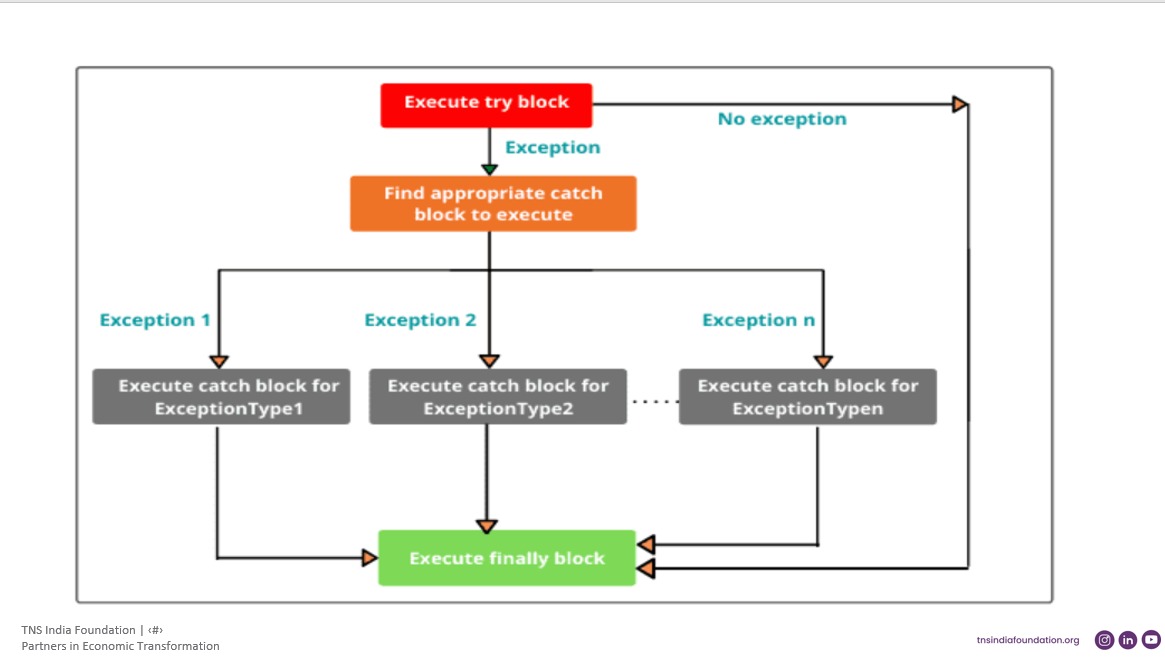 Execute try block
No exception
Exception
Find appropriate catch
block to execute
Exception 1
Exception 2
Exception n
Execute catch block for
ExceptionType1
Execute catch block for
ExceptionType2
Execute catch block for
ExceptionTypen
Execute finally block
TNS India Foundation | ‹#›
Partners in Economic Transformation
tnsindiafoundation.org